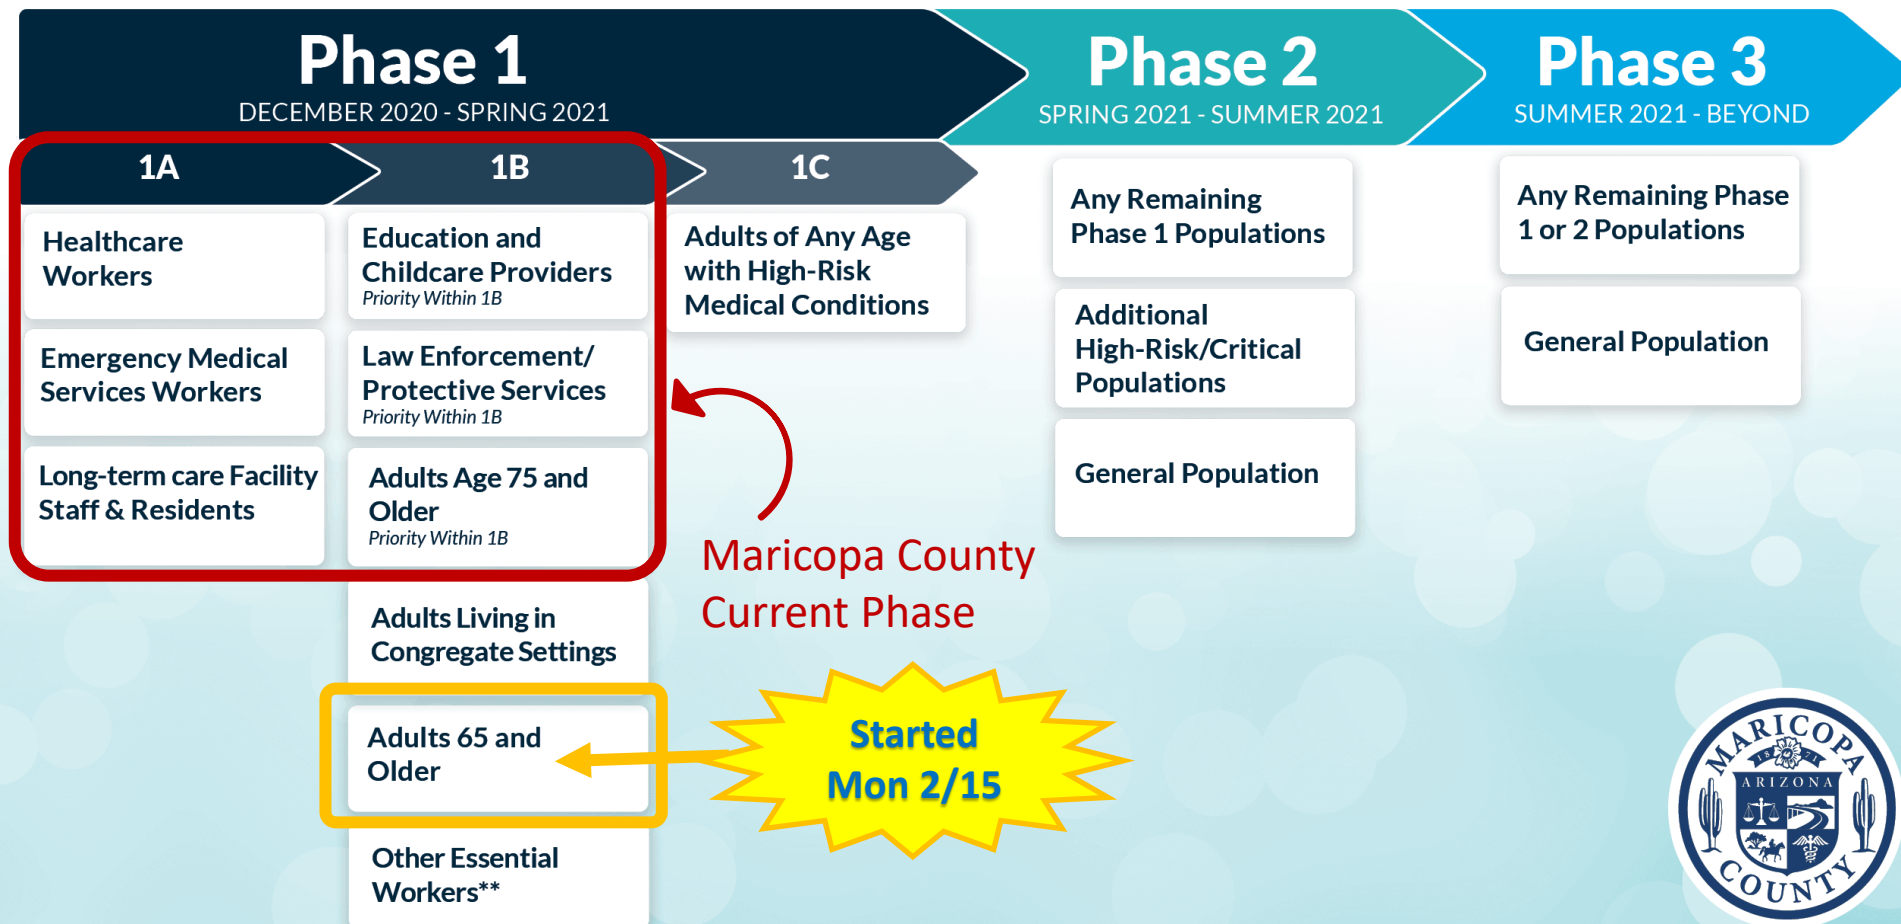 Phase 1
DECEMBER 2020 - SPRING 2021
Phase 2
SPRING 2021 - SUMMER 2021
Phase 3
SUMMER 2021 - BEYOND
1A
1B
1C
Healthcare
Workers
Emergency Medical
Services Workers
Long-term care Facility
Staff & Residents
Education and
Childcare Providers
Priority Within 1B
Law Enforcement/
Protective Services
Priority Within 1B
Adults Age 75 and
Older
Priority Within 1B
Adults Living in
Congregate Settings
Adults 65 and
Older
Other Essential
Workers**
Adults of Any Age
with High-Risk
Medical Conditions
Maricopa County
Current Phase
Started
Mon 2/15
Any Remaining
Phase 1 Populations
Additional
High-Risk/Critical
Populations
General Population
Any Remaining Phase
1 or 2 Populations
General Population
MARICOPA
1871
ARIZONA
COUNTY